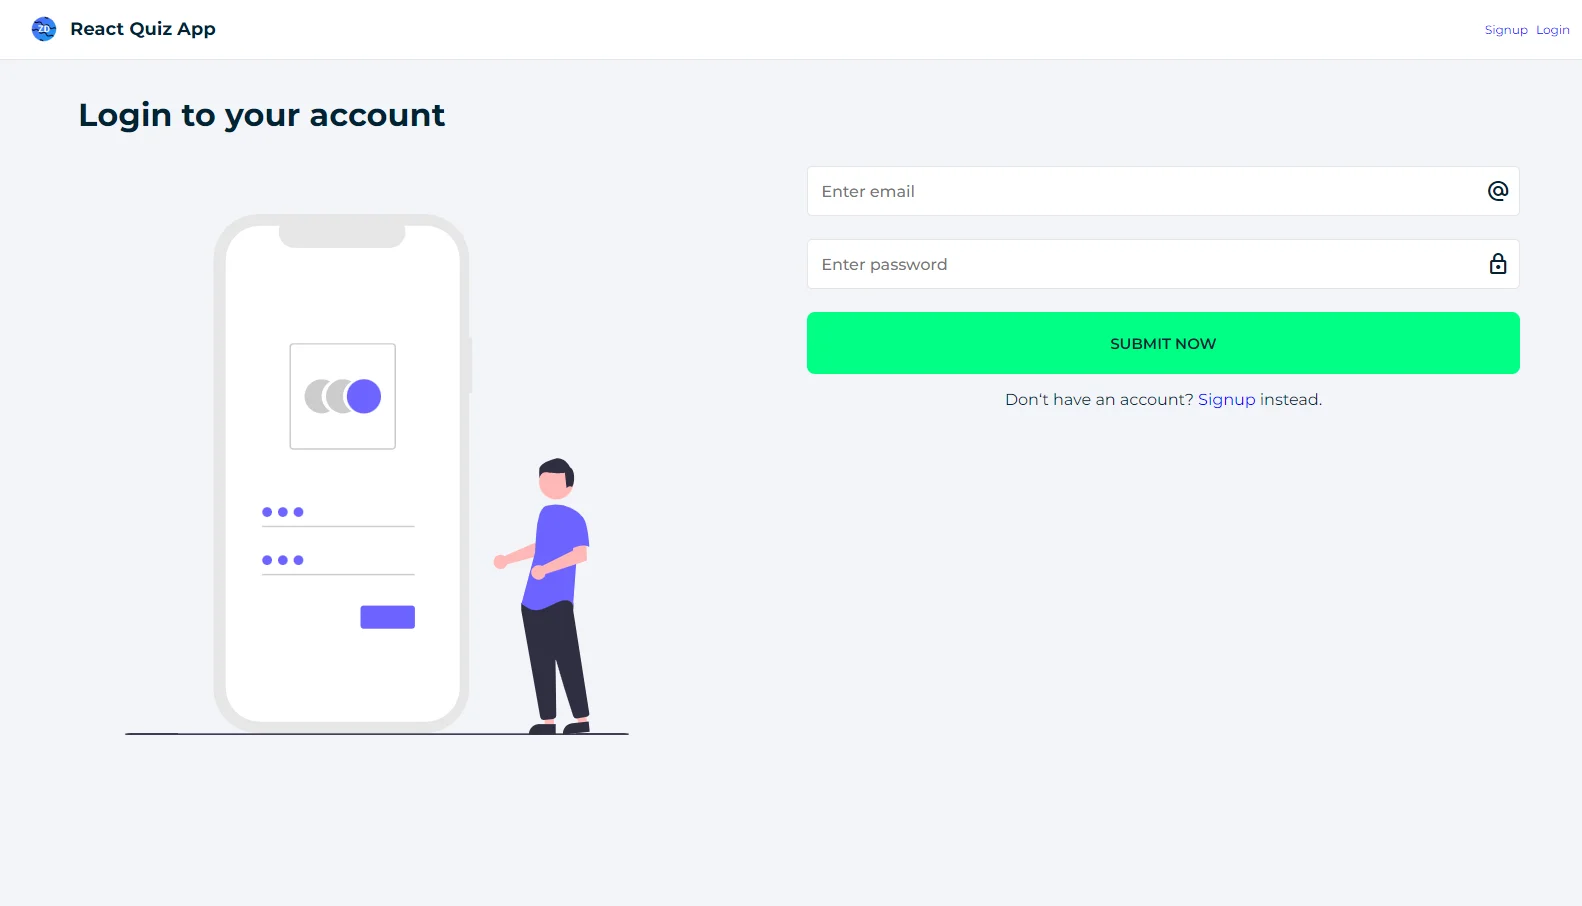 ZD React Quiz App
Signup Login
Login to your account
Enter email
Enter password
SUBMIT NOW
Don‘t have an account? Signup instead.